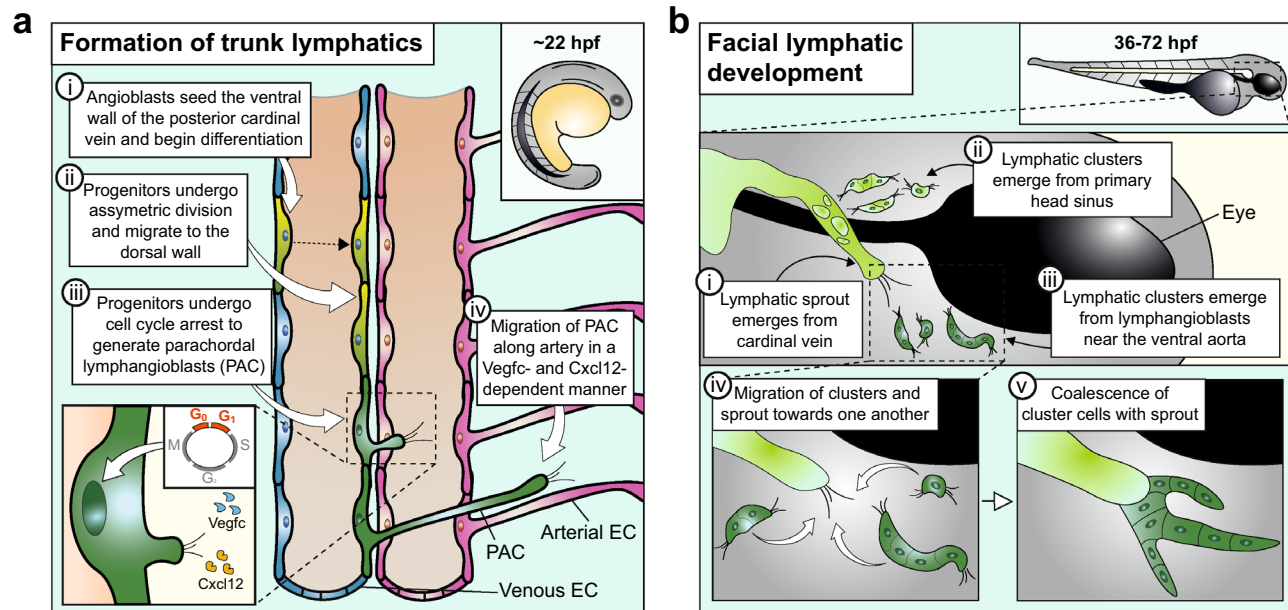 a
Formation of trunk lymphatics
~22 hpf
i
Angioblasts seed the ventral
wall of the posterior cardinal
vein and begin differentiation
ii
Progenitors undergo
assymetric division
and migrate to the
dorsal wall
iii
Progenitors undergo
cell cycle arrest to
generate parachordal
lymphangioblasts (PAC)
iv
Migration of PAC
along artery in a
Vegfc- and Cxcl12-
dependent manner
G₀ G₁
M S
G₂
Vegfc
Cxcl12
PAC
Arterial EC
Venous EC
b
Facial lymphatic
development
36-72 hpf
ii
Lymphatic clusters
emerge from primary
head sinus
Eye
i
Lymphatic sprout
emerges from
cardinal vein
iii
Lymphatic clusters emerge
from lymphangioblasts
near the ventral aorta
iv
Migration of clusters and
sprout towards one another
v
Coalescence of
cluster cells with sprout